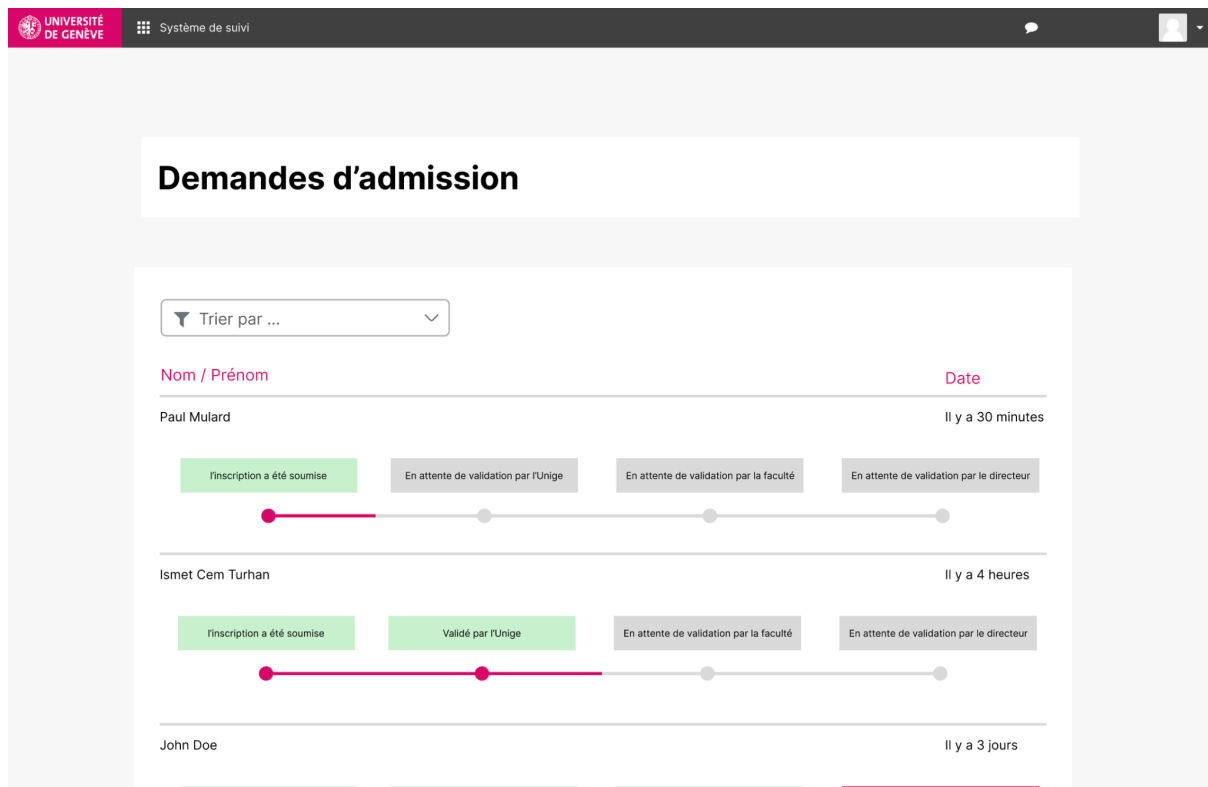 UNIVERSITÉ
DE GENÈVE
Système de suivi
Demandes d’admission
Trier par ...
Nom / Prénom
Date
Paul Mulard
Il y a 30 minutes
l’inscription a été soumise
En attente de validation par l’Unige
En attente de validation par la faculté
En attente de validation par le directeur
Ismet Cem Turhan
Il y a 4 heures
l’inscription a été soumise
Validé par l’Unige
En attente de validation par la faculté
En attente de validation par le directeur
John Doe
Il y a 3 jours